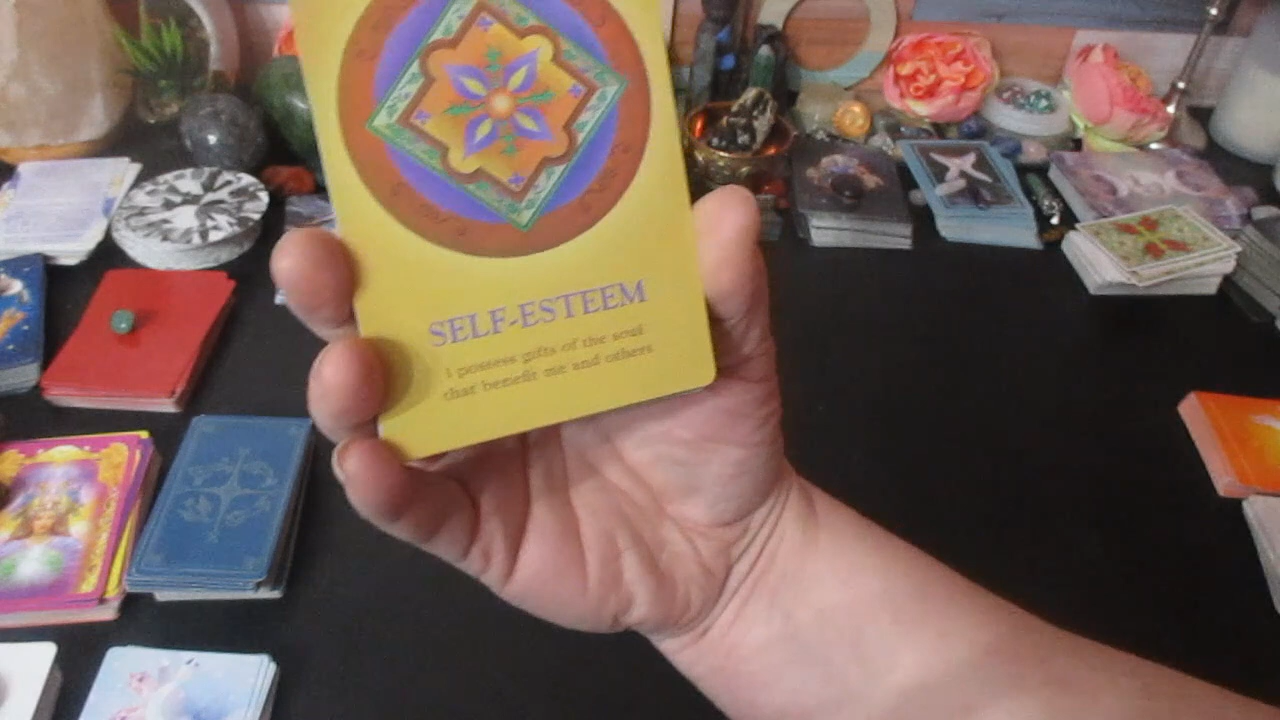 SELF-ESTEEM
I possess gifts of the soul
that benefit me and others